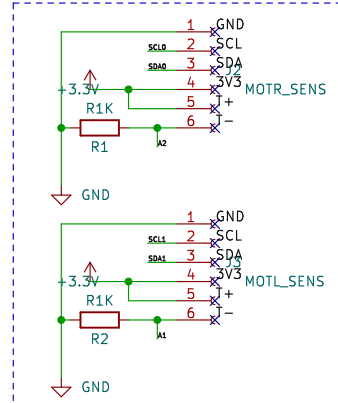 1 GND
SCL0 2 SCL
SDA0 3 SDA
J2
+3.3V 4 3V3 MOTR_SENS
R1K 5 T+
6 T-
R1 A2
GND
1 GND
SCL1 2 SCL
SDA1 3 SDA
J3
+3.3V 4 3V3 MOTL_SENS
R1K 5 T+
6 T-
R2 A1
GND